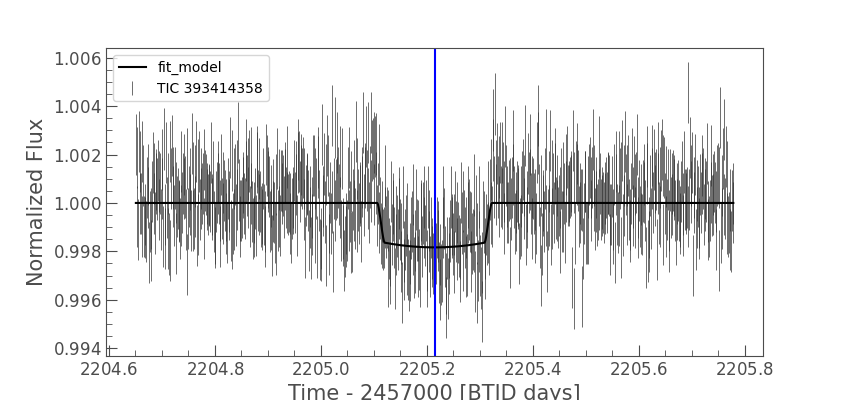 1.006
fit_model
TIC 393414358
1.004
1.002
1.000
0.998
0.996
0.994
Normalized Flux
2204.6 2204.8 2205.0 2205.2 2205.4 2205.6 2205.8
Time - 2457000 [BTJD days]